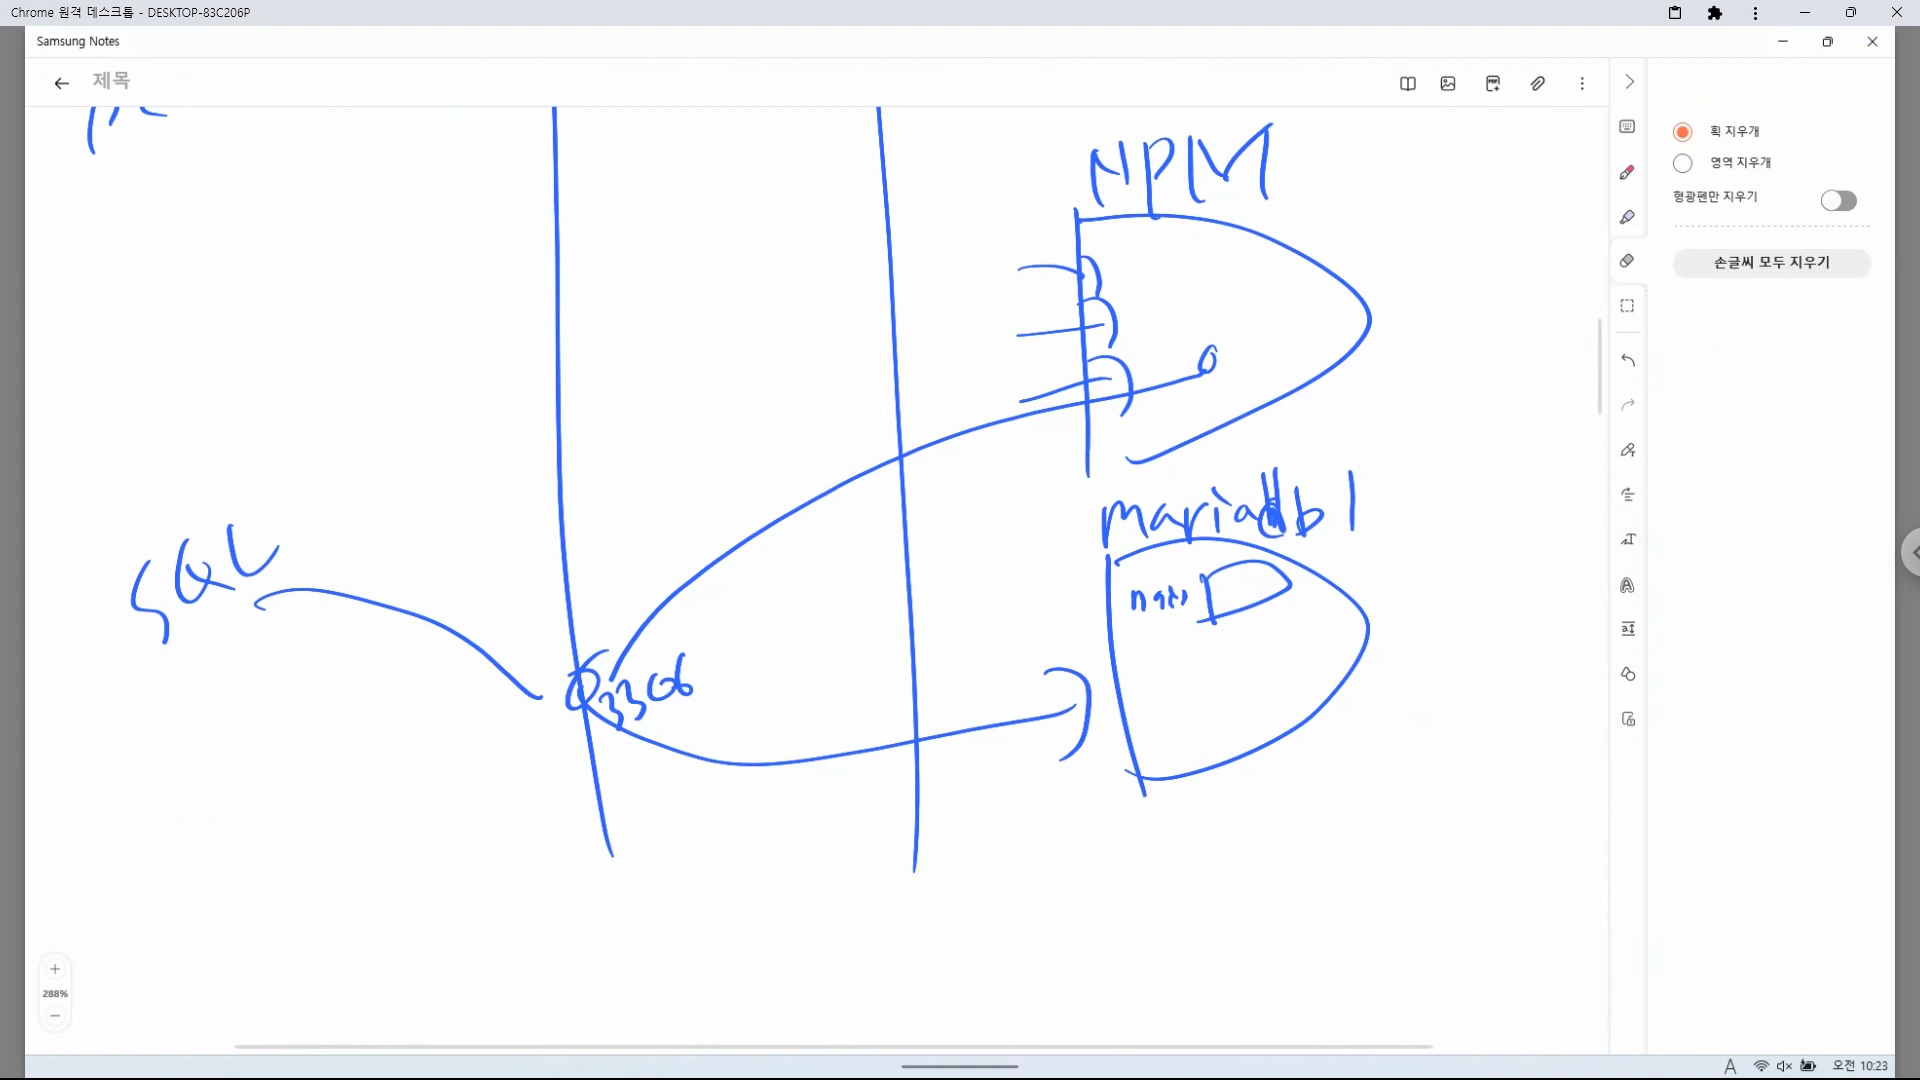 Chrome 원격 데스크톱 - DESKTOP-83C206P
Samsung Notes
제목
획 지우개
영역 지우개
형광펜만 지우기
손글씨 모두 지우기
NPM
mariadb 1
SQL
3306
288%
A
오전 10:23